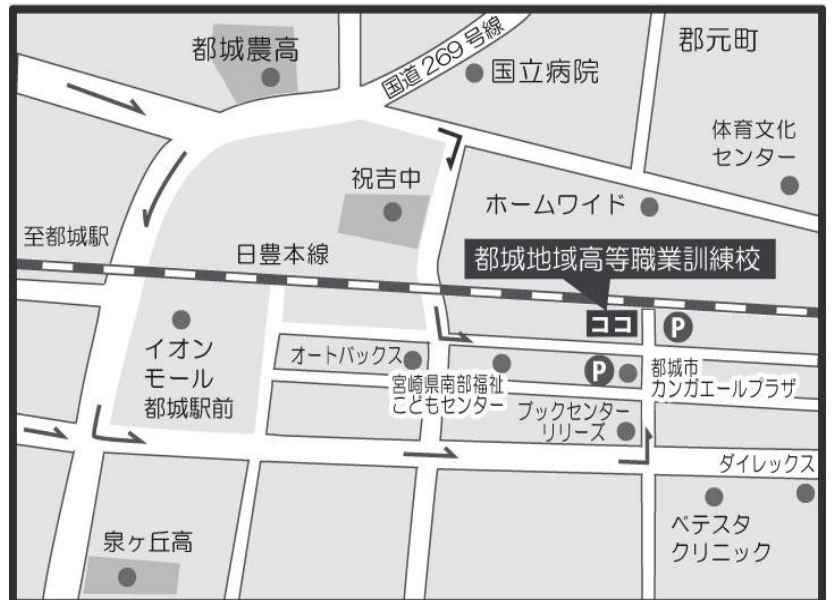 都城農高
国道269号線
国立病院
郡元町
体育文化
センター
祝吉中
ホームワイド
至都城駅
日豊本線
都城地域高等職業訓練校
ココ
P
イオン
モール
都城駅前
オートバックス
宮崎県南部福祉
こどもセンター
P
都城市
カンガエールプラザ
ブックセンター
リリーズ
ダイレックス
ベテスタ
クリニック
泉ヶ丘高